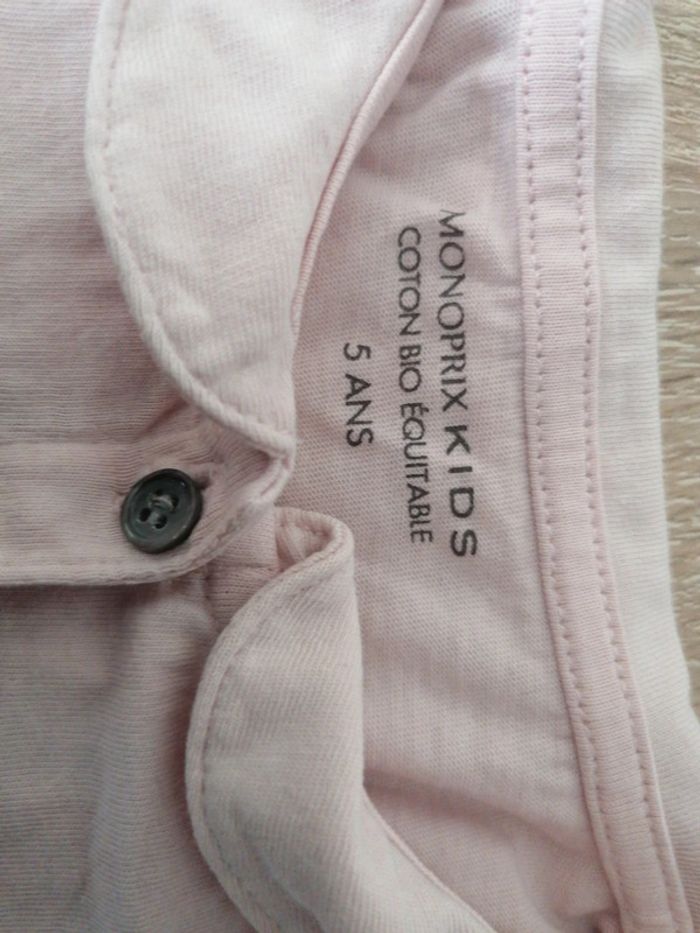 MONOPRIX KIDS
COTON BIO ÉQUITABLE
5 ANS